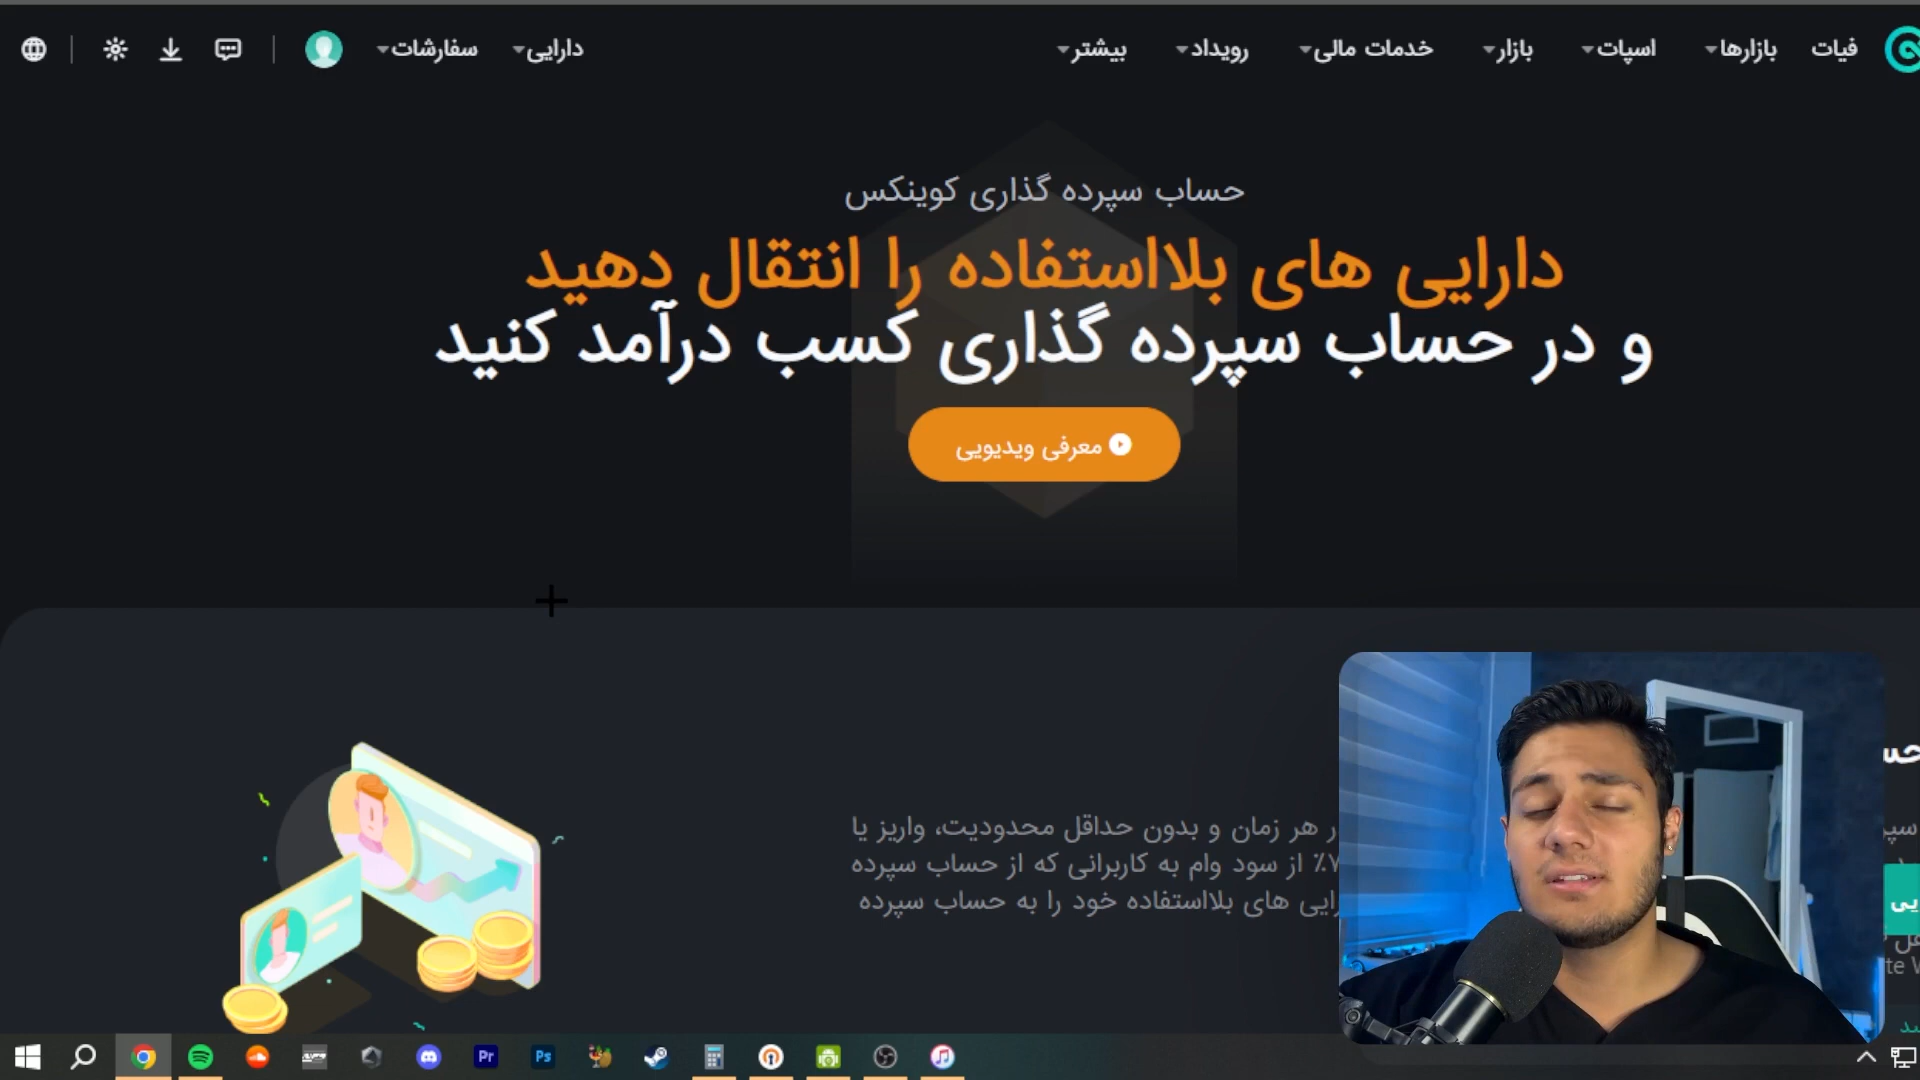 فیات
بازارها
اسپات
بازار
خدمات مالی
رویداد
بیشتر
دارایی
سفارشات
حساب سپرده گذاری کوینکس
دارایی های بلااستفاده را انتقال دهید
و در حساب سپرده گذاری کسب درآمد کنید
معرفی ویدیویی
هر زمان و بدون حداقل محدودیت، واریز یا
از سود وام به کاربرانی که از حساب سپرده
های بلااستفاده خود را به حساب سپرده
Pr
Ps